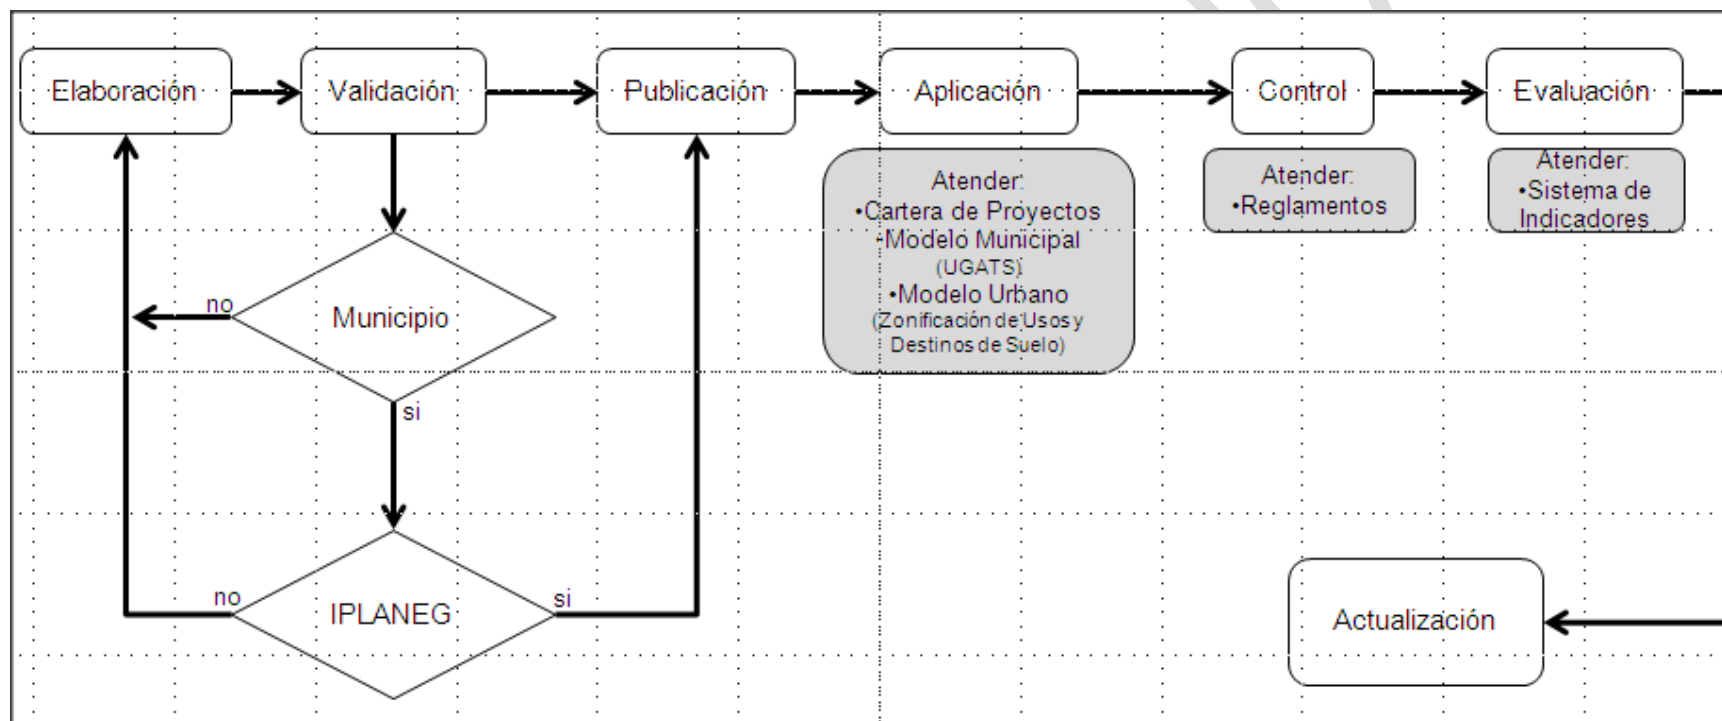 Elaboración
Validación
Publicación
Aplicación
Control
Evaluación
Atender:
•Cartera de Proyectos
•Modelo Municipal
(UGATS)
•Modelo Urbano
(Zonificación de Usos y
Destinos de Suelo)
Atender:
•Reglamentos
Atender:
•Sistema de
Indicadores
no
Municipio
si
no
IPLANEG
si
Actualización